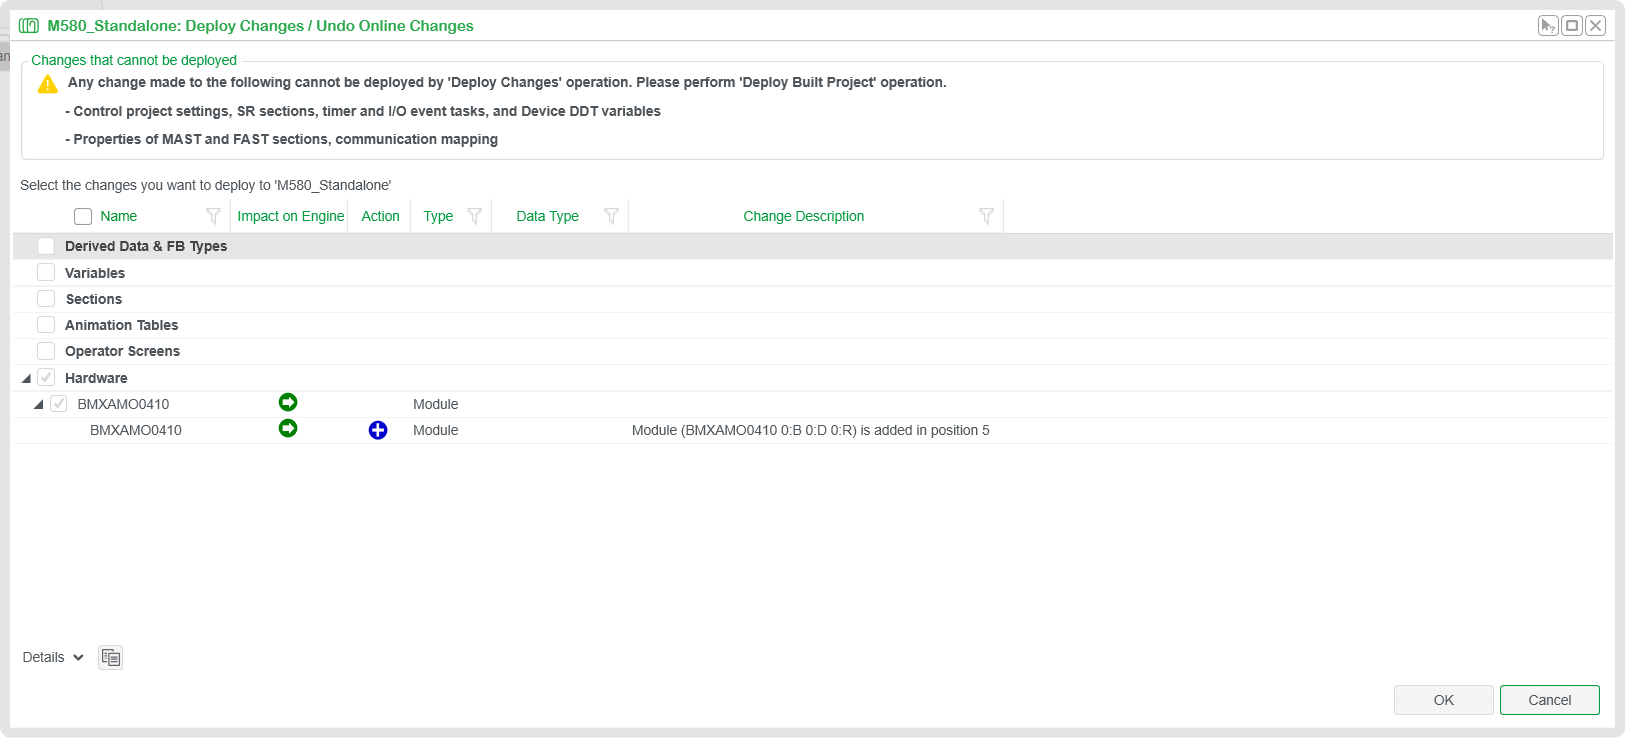 M580_Standalone: Deploy Changes / Undo Online Changes
Changes that cannot be deployed
Any change made to the following cannot be deployed by 'Deploy Changes' operation. Please perform 'Deploy Built Project' operation.
- Control project settings, SR sections, timer and I/O event tasks, and Device DDT variables
- Properties of MAST and FAST sections, communication mapping
Select the changes you want to deploy to 'M580_Standalone'
Name Impact on Engine Action Type Data Type Change Description
Derived Data & FB Types
Variables
Sections
Animation Tables
Operator Screens
Hardware
BMXAMO0410 Module
BMXAMO0410 Module Module (BMXAMO0410 0:B 0:D 0:R) is added in position 5
Details
OK Cancel